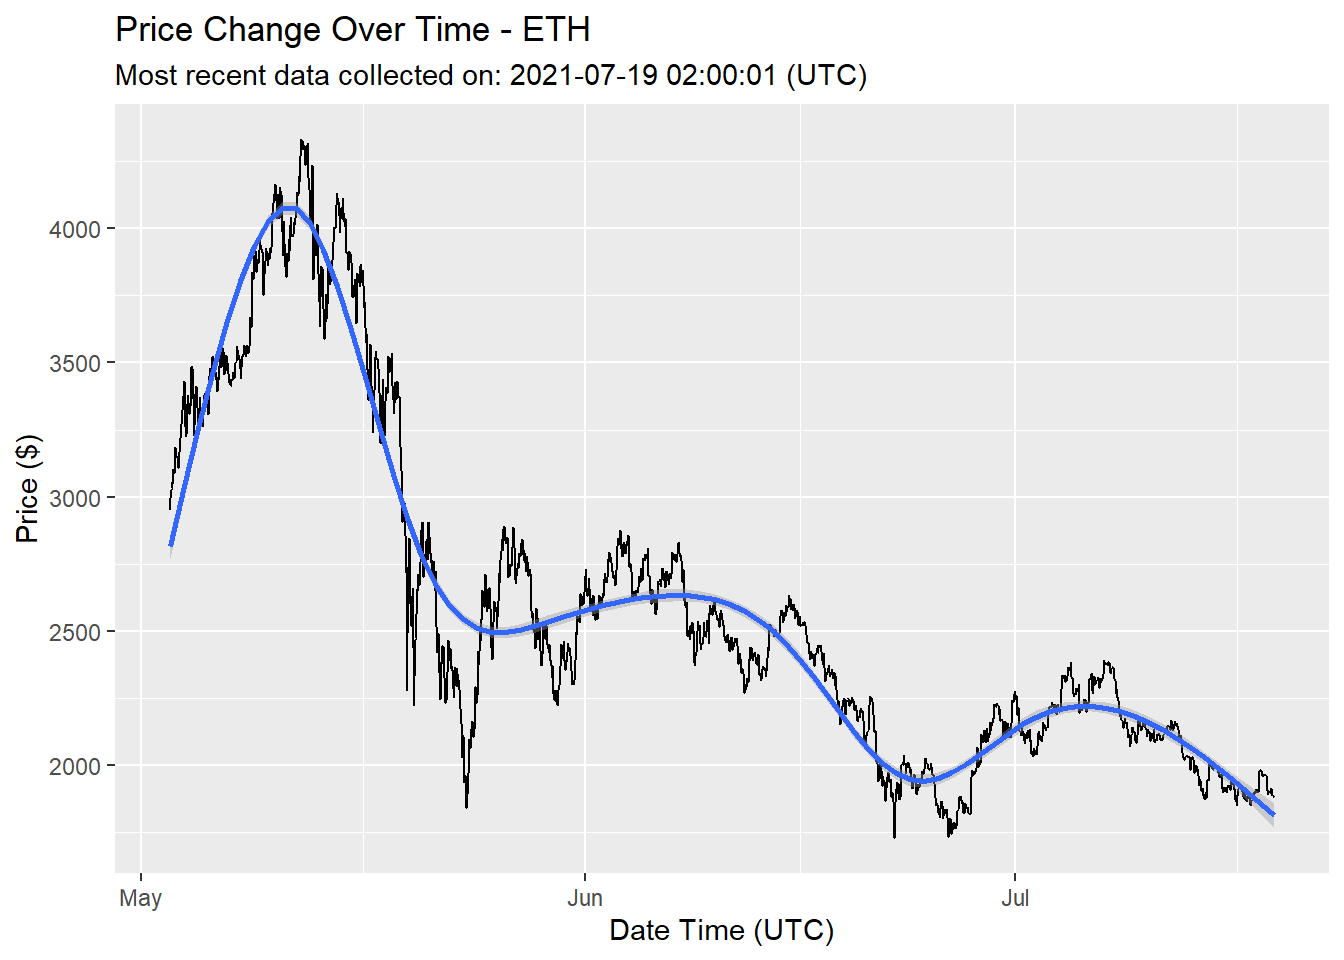 Price Change Over Time - ETH
Most recent data collected on: 2021-07-19 02:00:01 (UTC)
Price ($)
4000
3500
3000
2500
2000
May
Jun
Jul
Date Time (UTC)